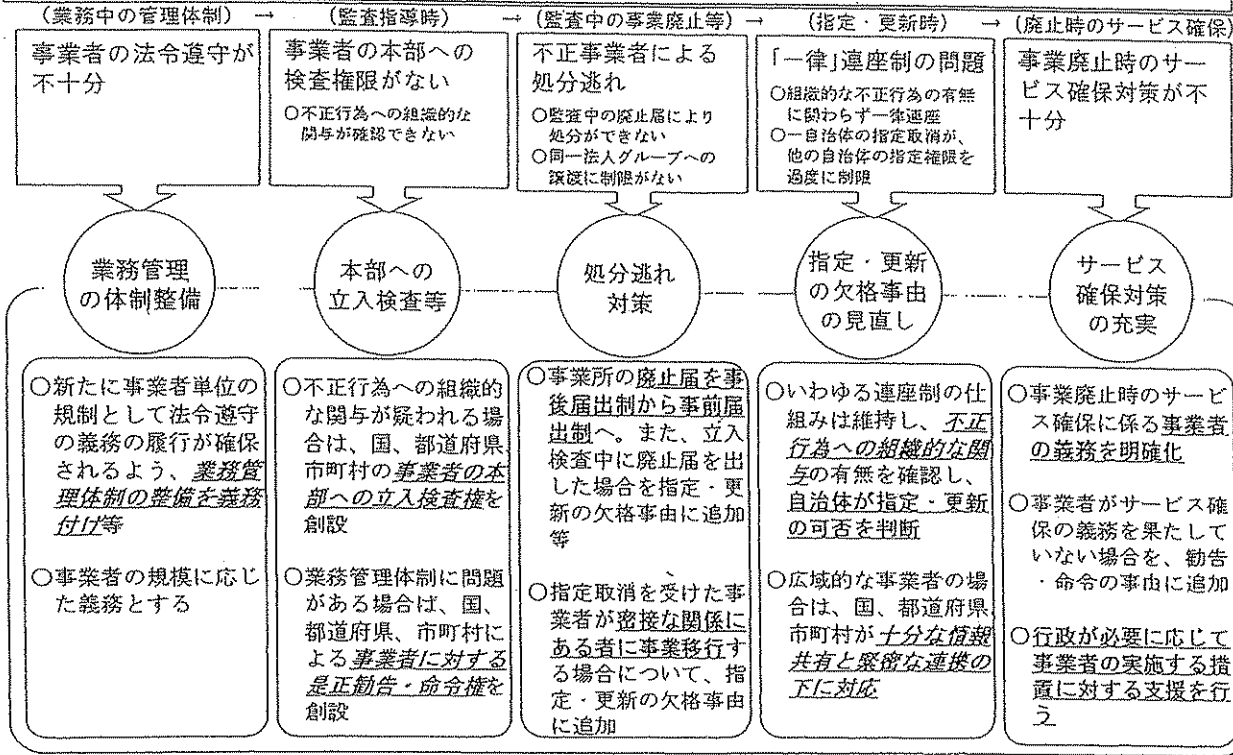 (業務中の管理体制) → (監査指導時) → (監査中の事業廃止等) → (指定・更新時) → (廃止時のサービス確保)
事業者の法令遵守が
不十分
事業者の本部への
検査権限がない
○不正行為への組織的な
関与が確認できない
不正事業者による
処分逃れ
○監査中の廃止届により
処分ができない
○同一法人グループへの
譲渡に制限がない
「一律」連座制の問題
○組織的な不正行為の有無
に関わらず一律連座
○一自治体の指定取消が、
他の自治体の指定権限を
過度に制限
事業廃止時のサー
ビス確保対策が不
十分
業務管理
の体制整備
本部への
立入検査等
処分逃れ
対策
指定・更新
の欠格事由
の見直し
サービス
確保対策
の充実
○新たに事業者単位の
規制として法令遵守
の義務の履行が確保
されるよう、業務管
理体制の整備を義務
付け等
○事業者の規模に応じ
た義務とする
○不正行為への組織的
な関与が疑われる場
合は、国、都道府県、
市町村の事業者の本
部への立入検査権を
創設
○業務管理体制に問題
がある場合ば、国、
都道府県、市町村に
よる事業者に対する
是正勧告・命令権を
創設
○事業所の廃止届を事
後届出制から事前届
出制へ。また、立入
検査中に廃止届を出
した場合を指定・更
新の欠格事由に追加
等
○指定取消を受けた事
業者が密接な関係に
ある者に事業移行す
る場合について、指
定・更新の欠格事由
に追加
○いわゆる連座制の仕
組みは維持し、不正
行為への組織的な関
与の有無を確認し、
自治体が指定・更新
の可否を判断
○広域的な事業者の場
合は、国、都道府県、
市町村が十分な情報
共有と緊密な連携の
下に対応
○事業廃止時のサービ
ス確保に係る事業者
の義務を明確化
○事業者がサービス確
保の義務を果たして
いない場合を、勧告
・命令の事由に追加
○行政が必要に応じて
事業者の実施する措
置に対する支援を行
う